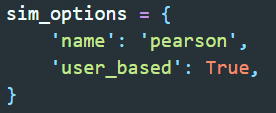 sim_options = {
    'name': 'pearson',
    'user_based': True,
}